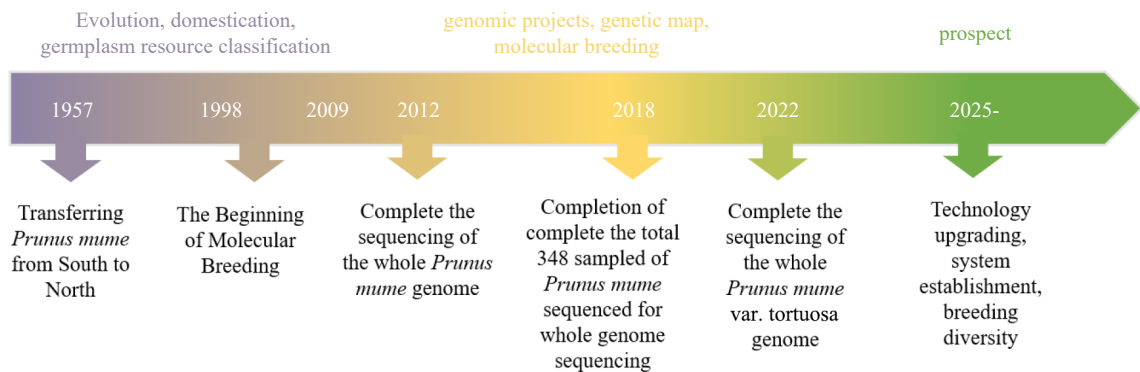 Evolution, domestication,
germplasm resource classification
genomic projects, genetic map,
molecular breeding
prospect
1957
1998
2009
2012
2018
2022
2025-
Transferring
Prunus mume
from South to
North
The Beginning
of Molecular
Breeding
Complete the
sequencing of
the whole Prunus
mume genome
Completion of
complete the total
348 sampled of
Prunus mume
sequenced for
whole genome
sequencing
Complete the
sequencing of
the whole
Prunus mume
var. tortuosa
genome
Technology
upgrading,
system
establishment,
breeding
diversity